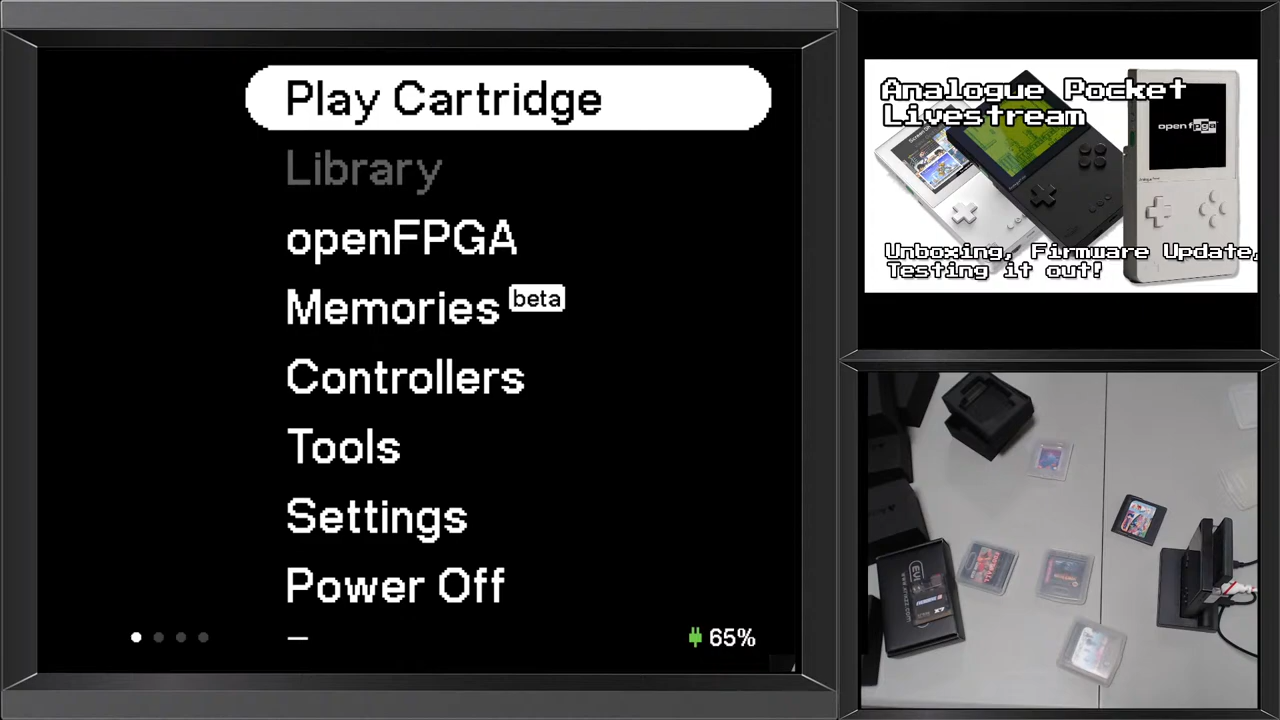 Play Cartridge
Library
openFPGA
Memories beta
Controllers
Tools
Settings
Power Off
65%
Analogue Pocket
Livestream
openfpga
Unboxing, Firmware Update,
Testing it out!